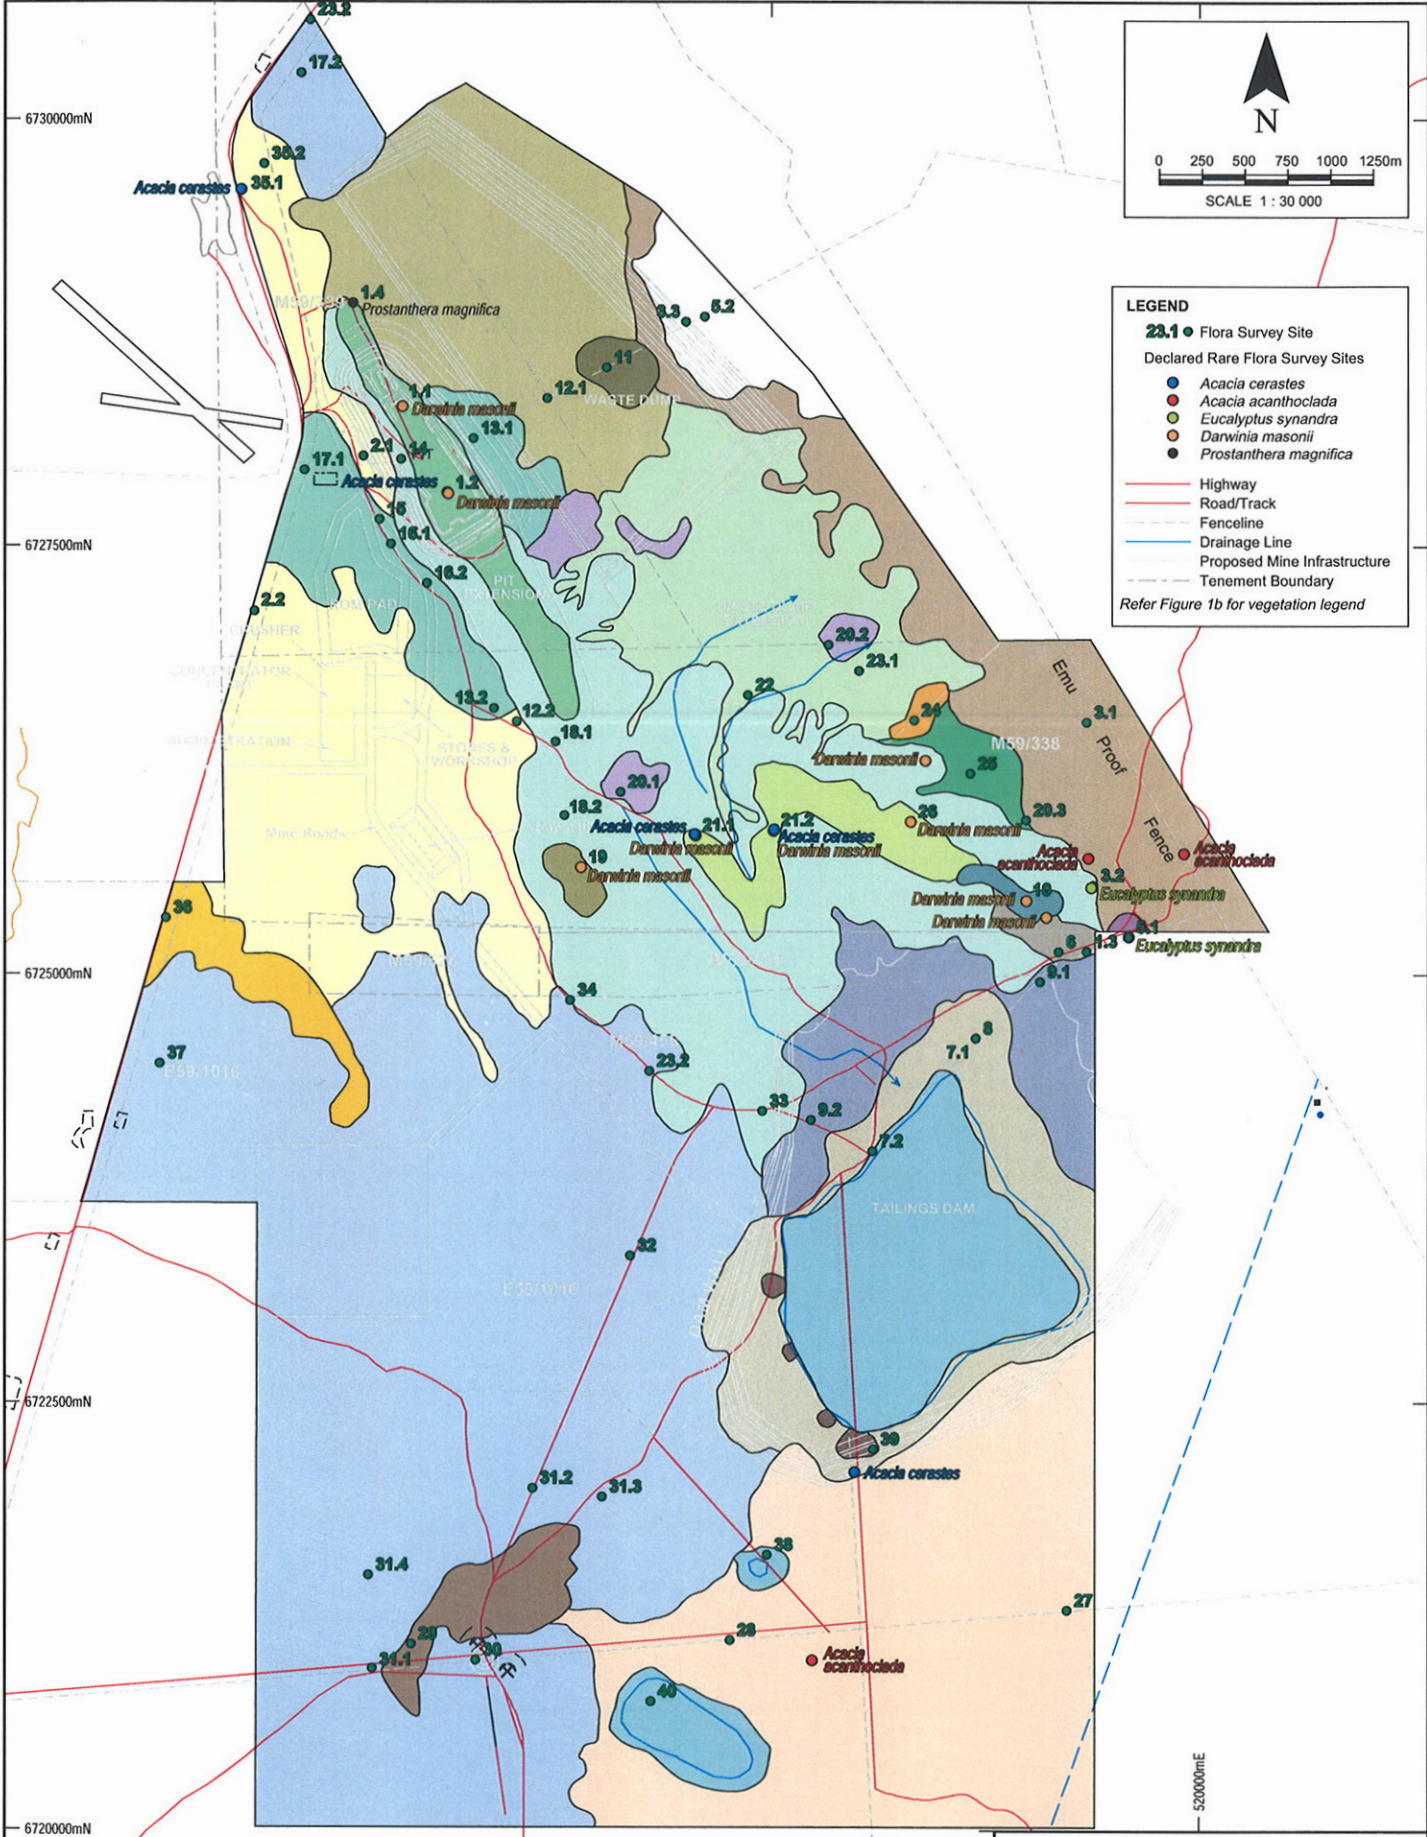 23.2
17.2
6730000mN
N
0 250 500 750 1000 1250m
SCALE 1 : 30 000
35.2
Acacia cerastes 35.1
LEGEND
23.1 Flora Survey Site
Declared Rare Flora Survey Sites
Acacia cerastes
Acacia acanthoclada
Eucalyptus synandra
Darwinia masonii
Prostanthera magnifica
Highway
Road/Track
Fenceline
Drainage Line
Proposed Mine Infrastructure
Tenement Boundary
Refer Figure 1b for vegetation legend
1.4
Prostanthera magnifica
3.3 5.2
11
12.1
WASTE DUMP
1.1
Darwinia masonii
13.1
2.1 14
17.1
Acacia cerastes
1.2
Darwinia masonii
15
16.1
6727500mN
16.2
PIT
EXTENSION
ROM PAD
2.2
CRUSHER
CONCENTRATOR
20.2
23.1
Emu
Proof
Fence
22
13.2
12.2
18.1
24
3.1
ADMINISTRATION
STORES &
WORKSHOP
M59/338
Darwinia masonii
25
20.1
18.2
20.3
Mine Roads
Acacia cerastes 21.1
Darwinia masonii
21.2
Acacia cerastes
Darwinia masonii
26
Darwinia masonii
Acacia
acanthoclada
Acacia
acanthoclada
19
Darwinia masonii
3.2
Eucalyptus synandra
Darwinia masonii 10
Darwinia masonii
36
5.1
Eucalyptus synandra
6 1.3
9.1
6725000mN
34
8
7.1
37
E59/1016
23.2
33
9.2
7.2
TAILINGS DAM
32
E59/1016
DAM WALL
6722500mN
39
Acacia cerastes
31.2
31.3
38
31.4
27
29
28
30
31.1
Acacia
acanthoclada
40
520000mE
6720000mN